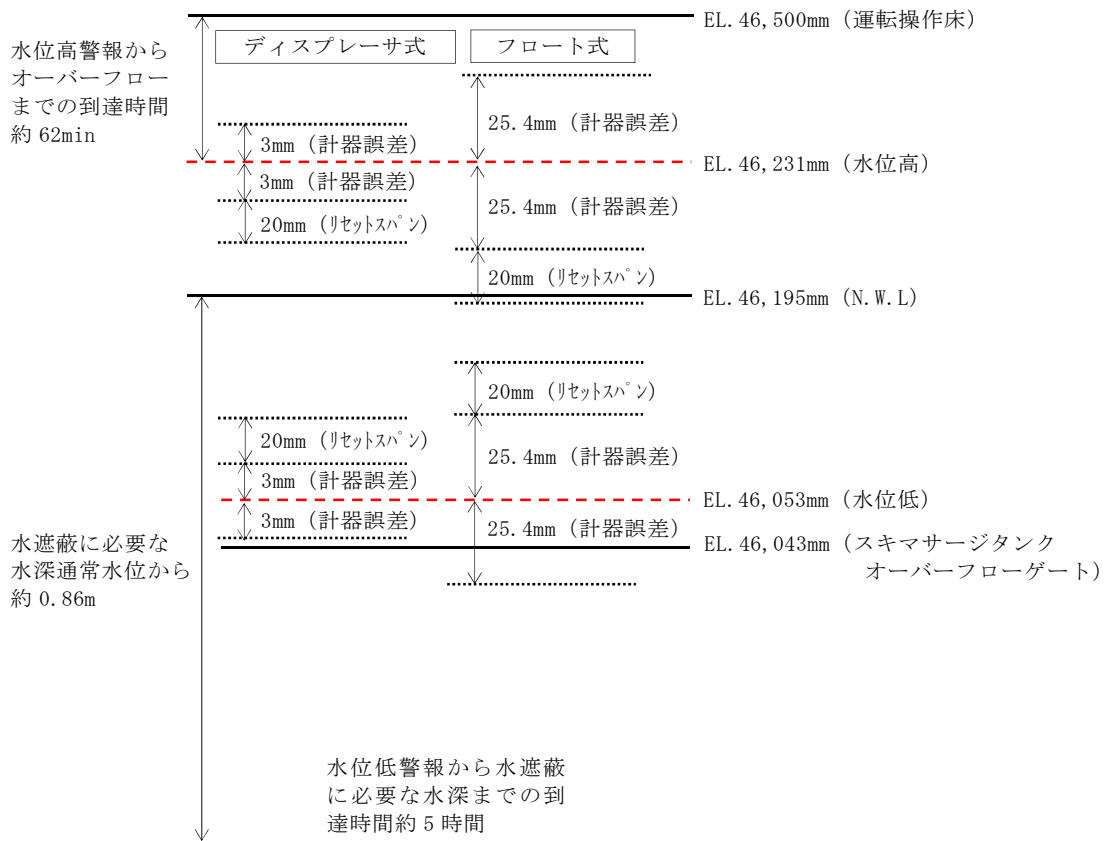 EL.46,500mm（運転操作床）
水位高警報から
オーバーフロー
までの到達時間
約 62min
ディスプレーサ式
フロート式
25.4mm（計器誤差）
3mm（計器誤差）
EL.46,231mm（水位高）
3mm（計器誤差）
25.4mm（計器誤差）
20mm（ﾘｾｯﾄｽﾊﾟﾝ）
20mm（ﾘｾｯﾄｽﾊﾟﾝ）
EL.46,195mm（N.W.L）
20mm（ﾘｾｯﾄｽﾊﾟﾝ）
20mm（ﾘｾｯﾄｽﾊﾟﾝ）
25.4mm（計器誤差）
3mm（計器誤差）
EL.46,053mm（水位低）
3mm（計器誤差）
25.4mm（計器誤差）
EL.46,043mm（スキマサージタンク
オーバーフローゲート）
水遮蔽に必要な
水深通常水位から
約 0.86m
水位低警報から水遮蔽
に必要な水深までの到
達時間約 5 時間